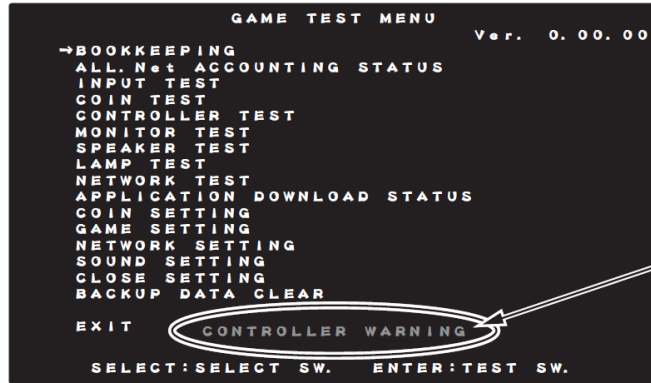 GAME TEST MENU
Ver. 0.00.00
→BOOKKEEPING
ALL.Net ACCOUNTING STATUS
INPUT TEST
COIN TEST
CONTROLLER TEST
MONITOR TEST
SPEAKER TEST
LAMP TEST
NETWORK TEST
APPLICATION DOWNLOAD STATUS
COIN SETTING
GAME SETTING
NETWORK SETTING
SOUND SETTING
CLOSE SETTING
BACKUP DATA CLEAR
EXIT
CONTROLLER WARNING
SELECT:SELECT SW. ENTER:TEST SW.